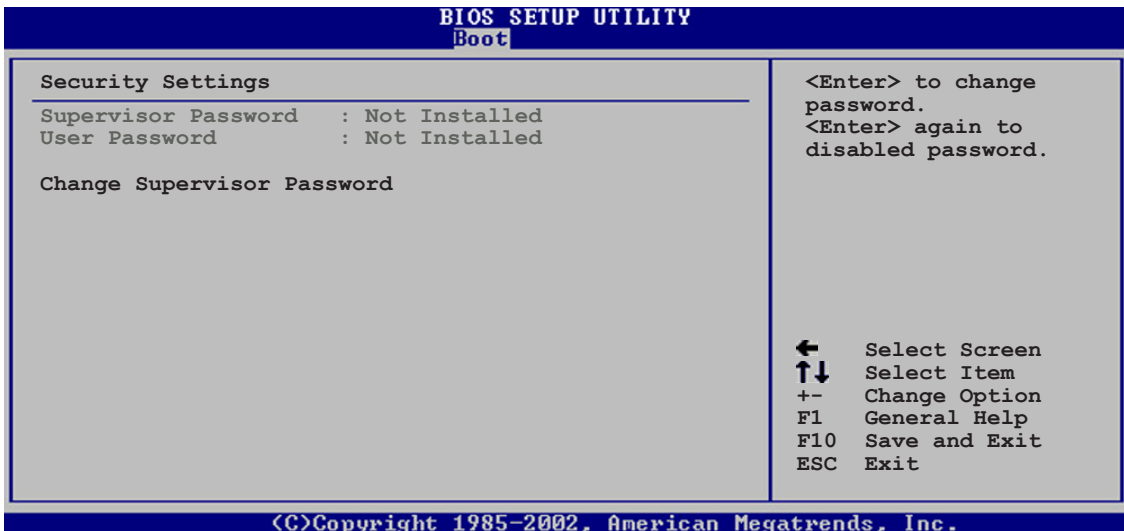 BIOS SETUP UTILITY
Boot
Security Settings
Supervisor Password : Not Installed
User Password : Not Installed
Change Supervisor Password
<Enter> to change
password.
<Enter> again to
disabled password.
← Select Screen
↑↓ Select Item
+- Change Option
F1 General Help
F10 Save and Exit
ESC Exit
(C)Copyright 1985-2002, American Megatrends, Inc.